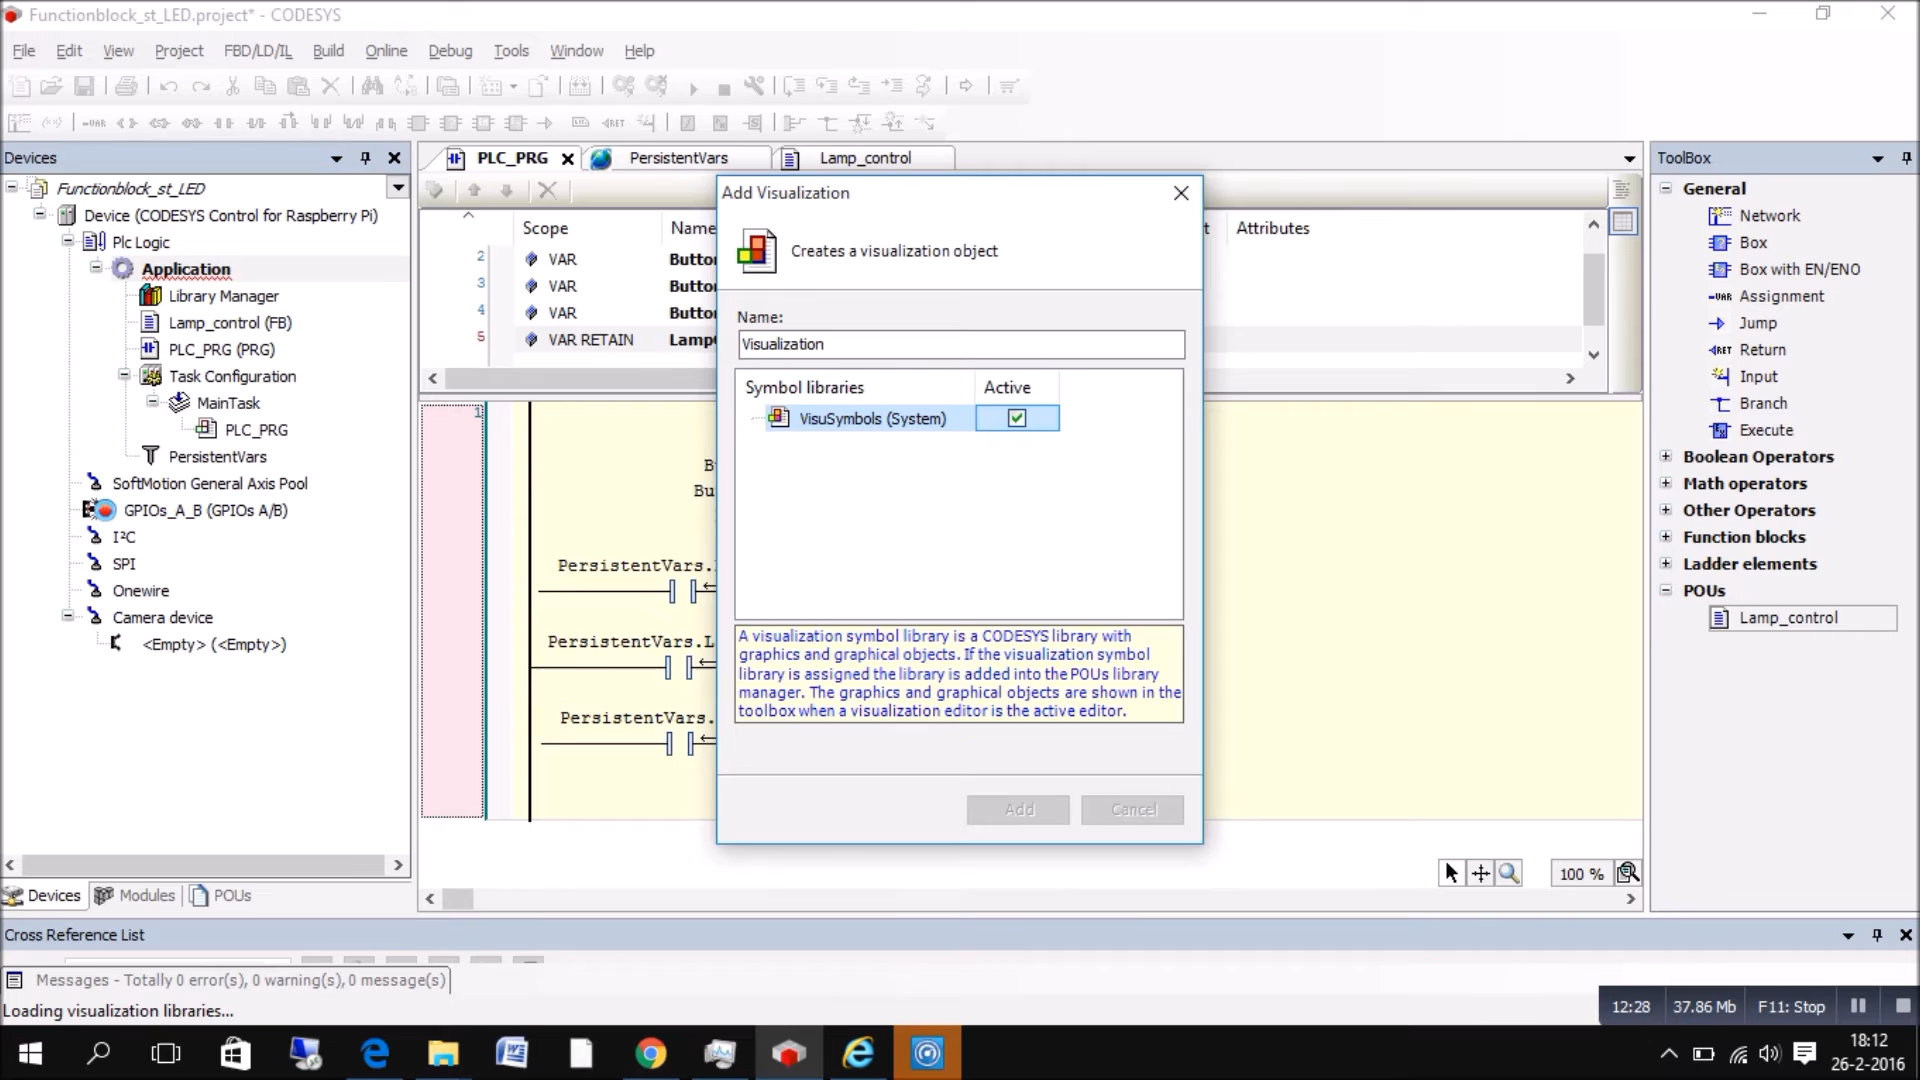 Functionblock_st_LED.project* - CODESYS
File Edit View Project FBD/LD/IL Build Online Debug Tools Window Help
Devices
Functionblock_st_LED
Device (CODESYS Control for Raspberry Pi)
Plc Logic
Application
Library Manager
Lamp_control (FB)
PLC_PRG (PRG)
Task Configuration
MainTask
PLC_PRG
PersistentVars
SoftMotion General Axis Pool
GPIOs_A_B (GPIOs A/B)
I²C
SPI
Onewire
Camera device
<Empty> (<Empty>)
Devices Modules POUs
PLC_PRG PersistentVars Lamp_control
Scope Name Attributes
2 VAR
3 VAR
4 VAR
5 VAR RETAIN
1
PersistentVars.
PersistentVars.L
PersistentVars.
100 %
Add Visualization
Creates a visualization object
Name:
Visualization
Symbol libraries Active
VisuSymbols (System)
A visualization symbol library is a CODESYS library with
graphics and graphical objects. If the visualization symbol
library is assigned the library is added into the POUs library
manager. The graphics and graphical objects are shown in the
toolbox when a visualization editor is the active editor.
Add Cancel
ToolBox
General
Network
Box
Box with EN/ENO
Assignment
Jump
Return
Input
Branch
Execute
Boolean Operators
Math operators
Other Operators
Function blocks
Ladder elements
POUs
Lamp_control
Cross Reference List
Messages - Totally 0 error(s), 0 warning(s), 0 message(s)
Loading visualization libraries...
12:28 37.86 Mb F11: Stop
18:12
26-2-2016